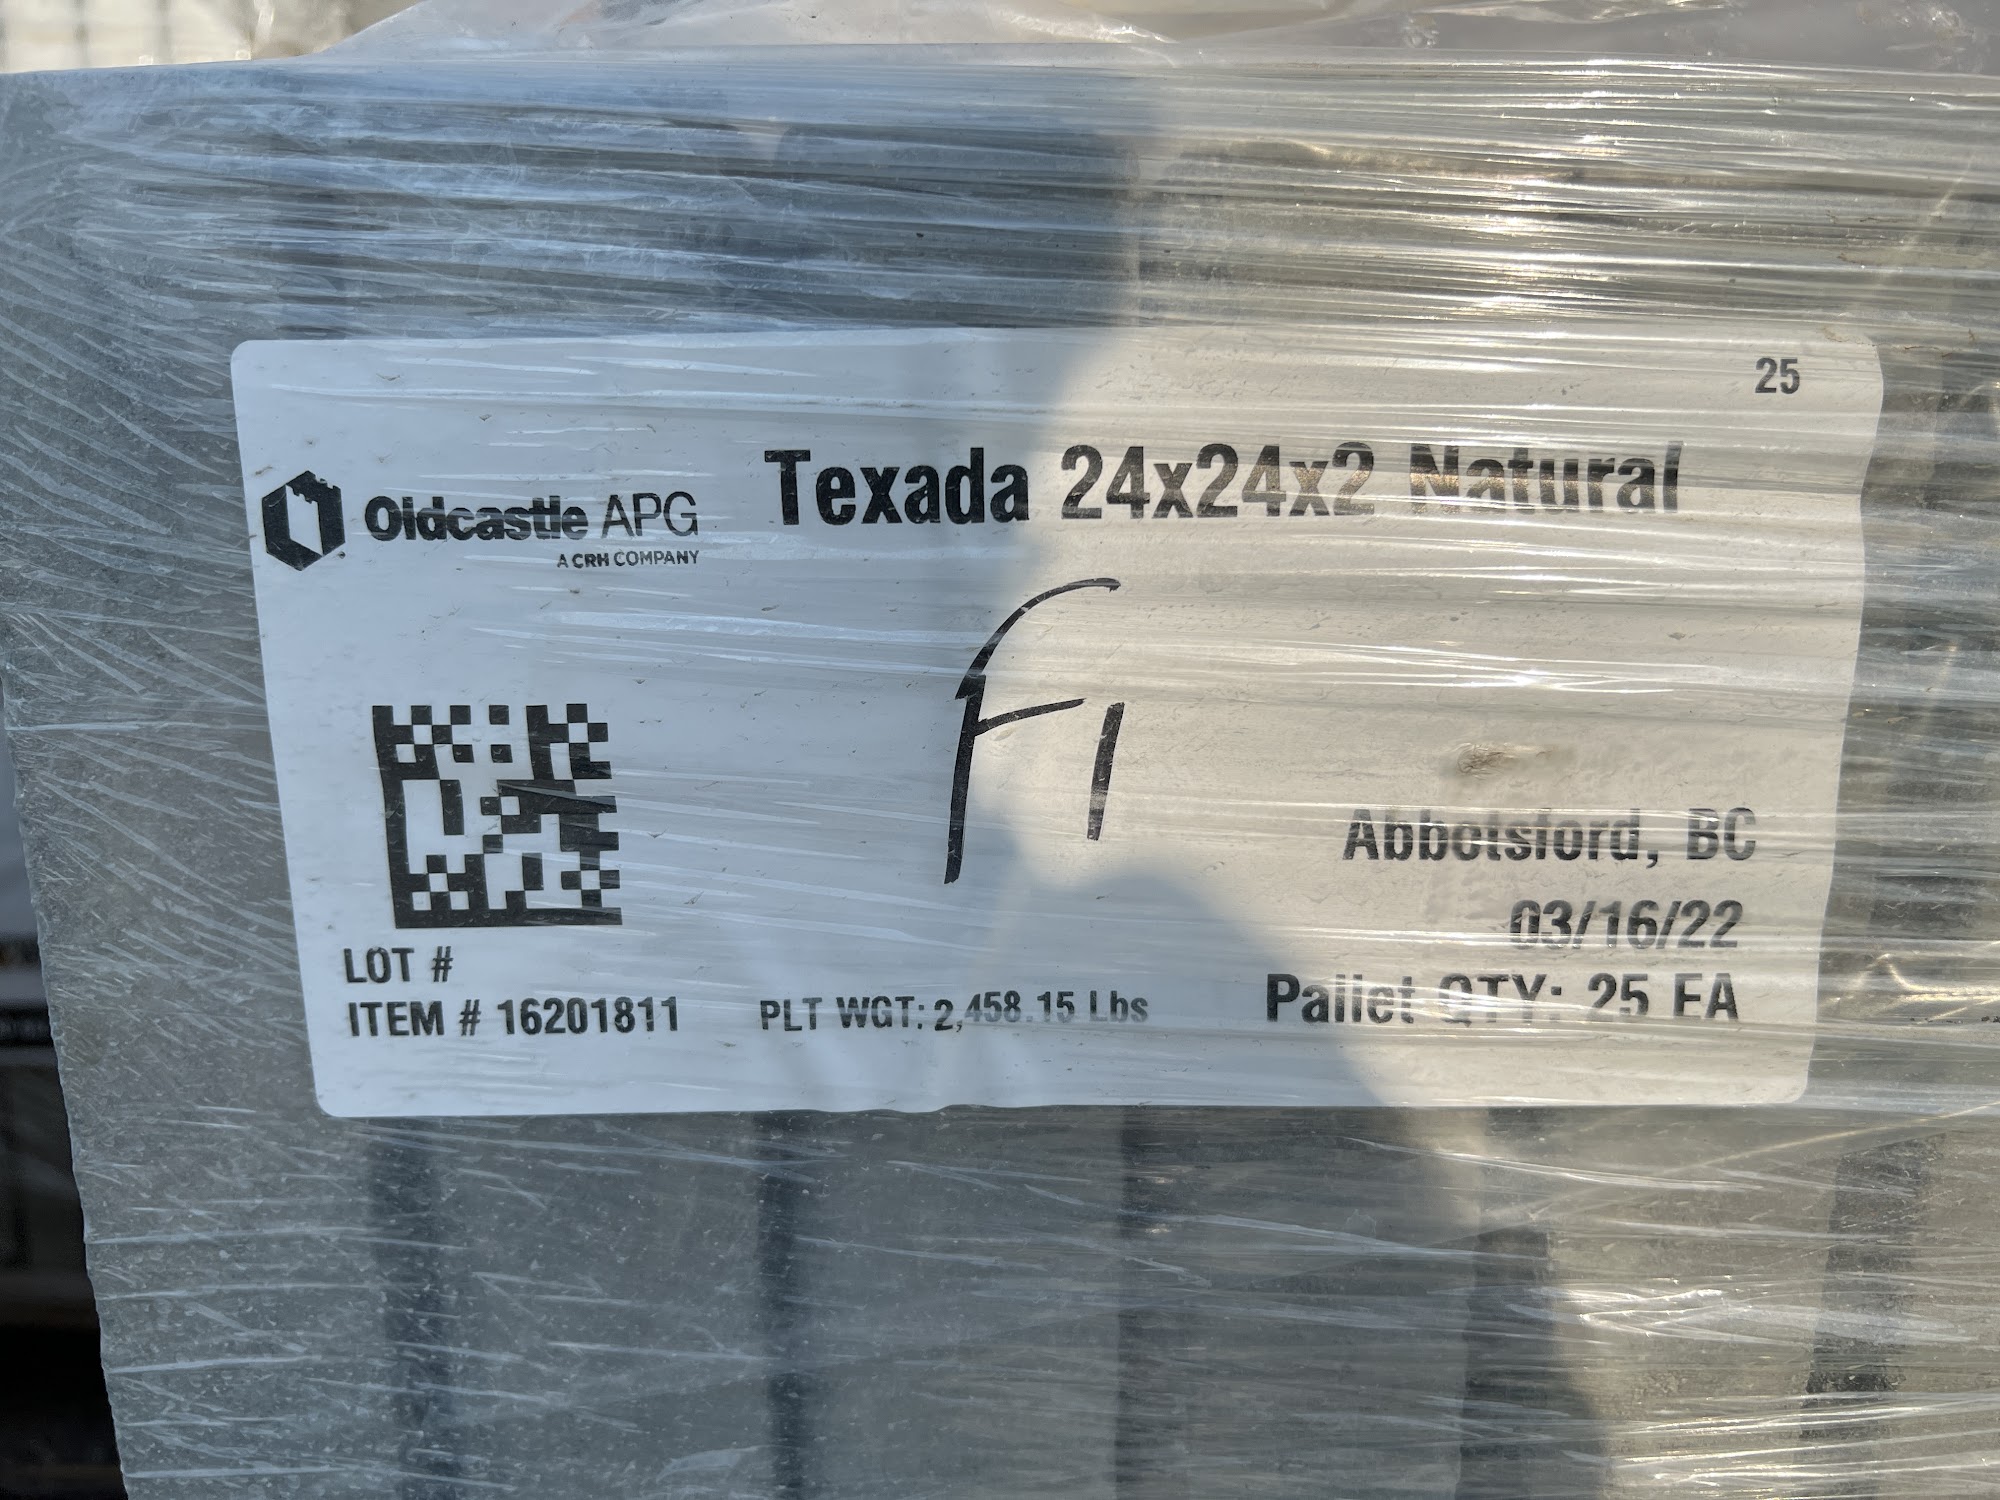 25
Texada 24x24x2 Natural
Oldcastle APG
A CRH COMPANY
F1
Abbotsford, BC
03/16/22
LOT #
ITEM # 16201811
PLT WGT: 2,458.15 Lbs
Pallet QTY: 25 EA